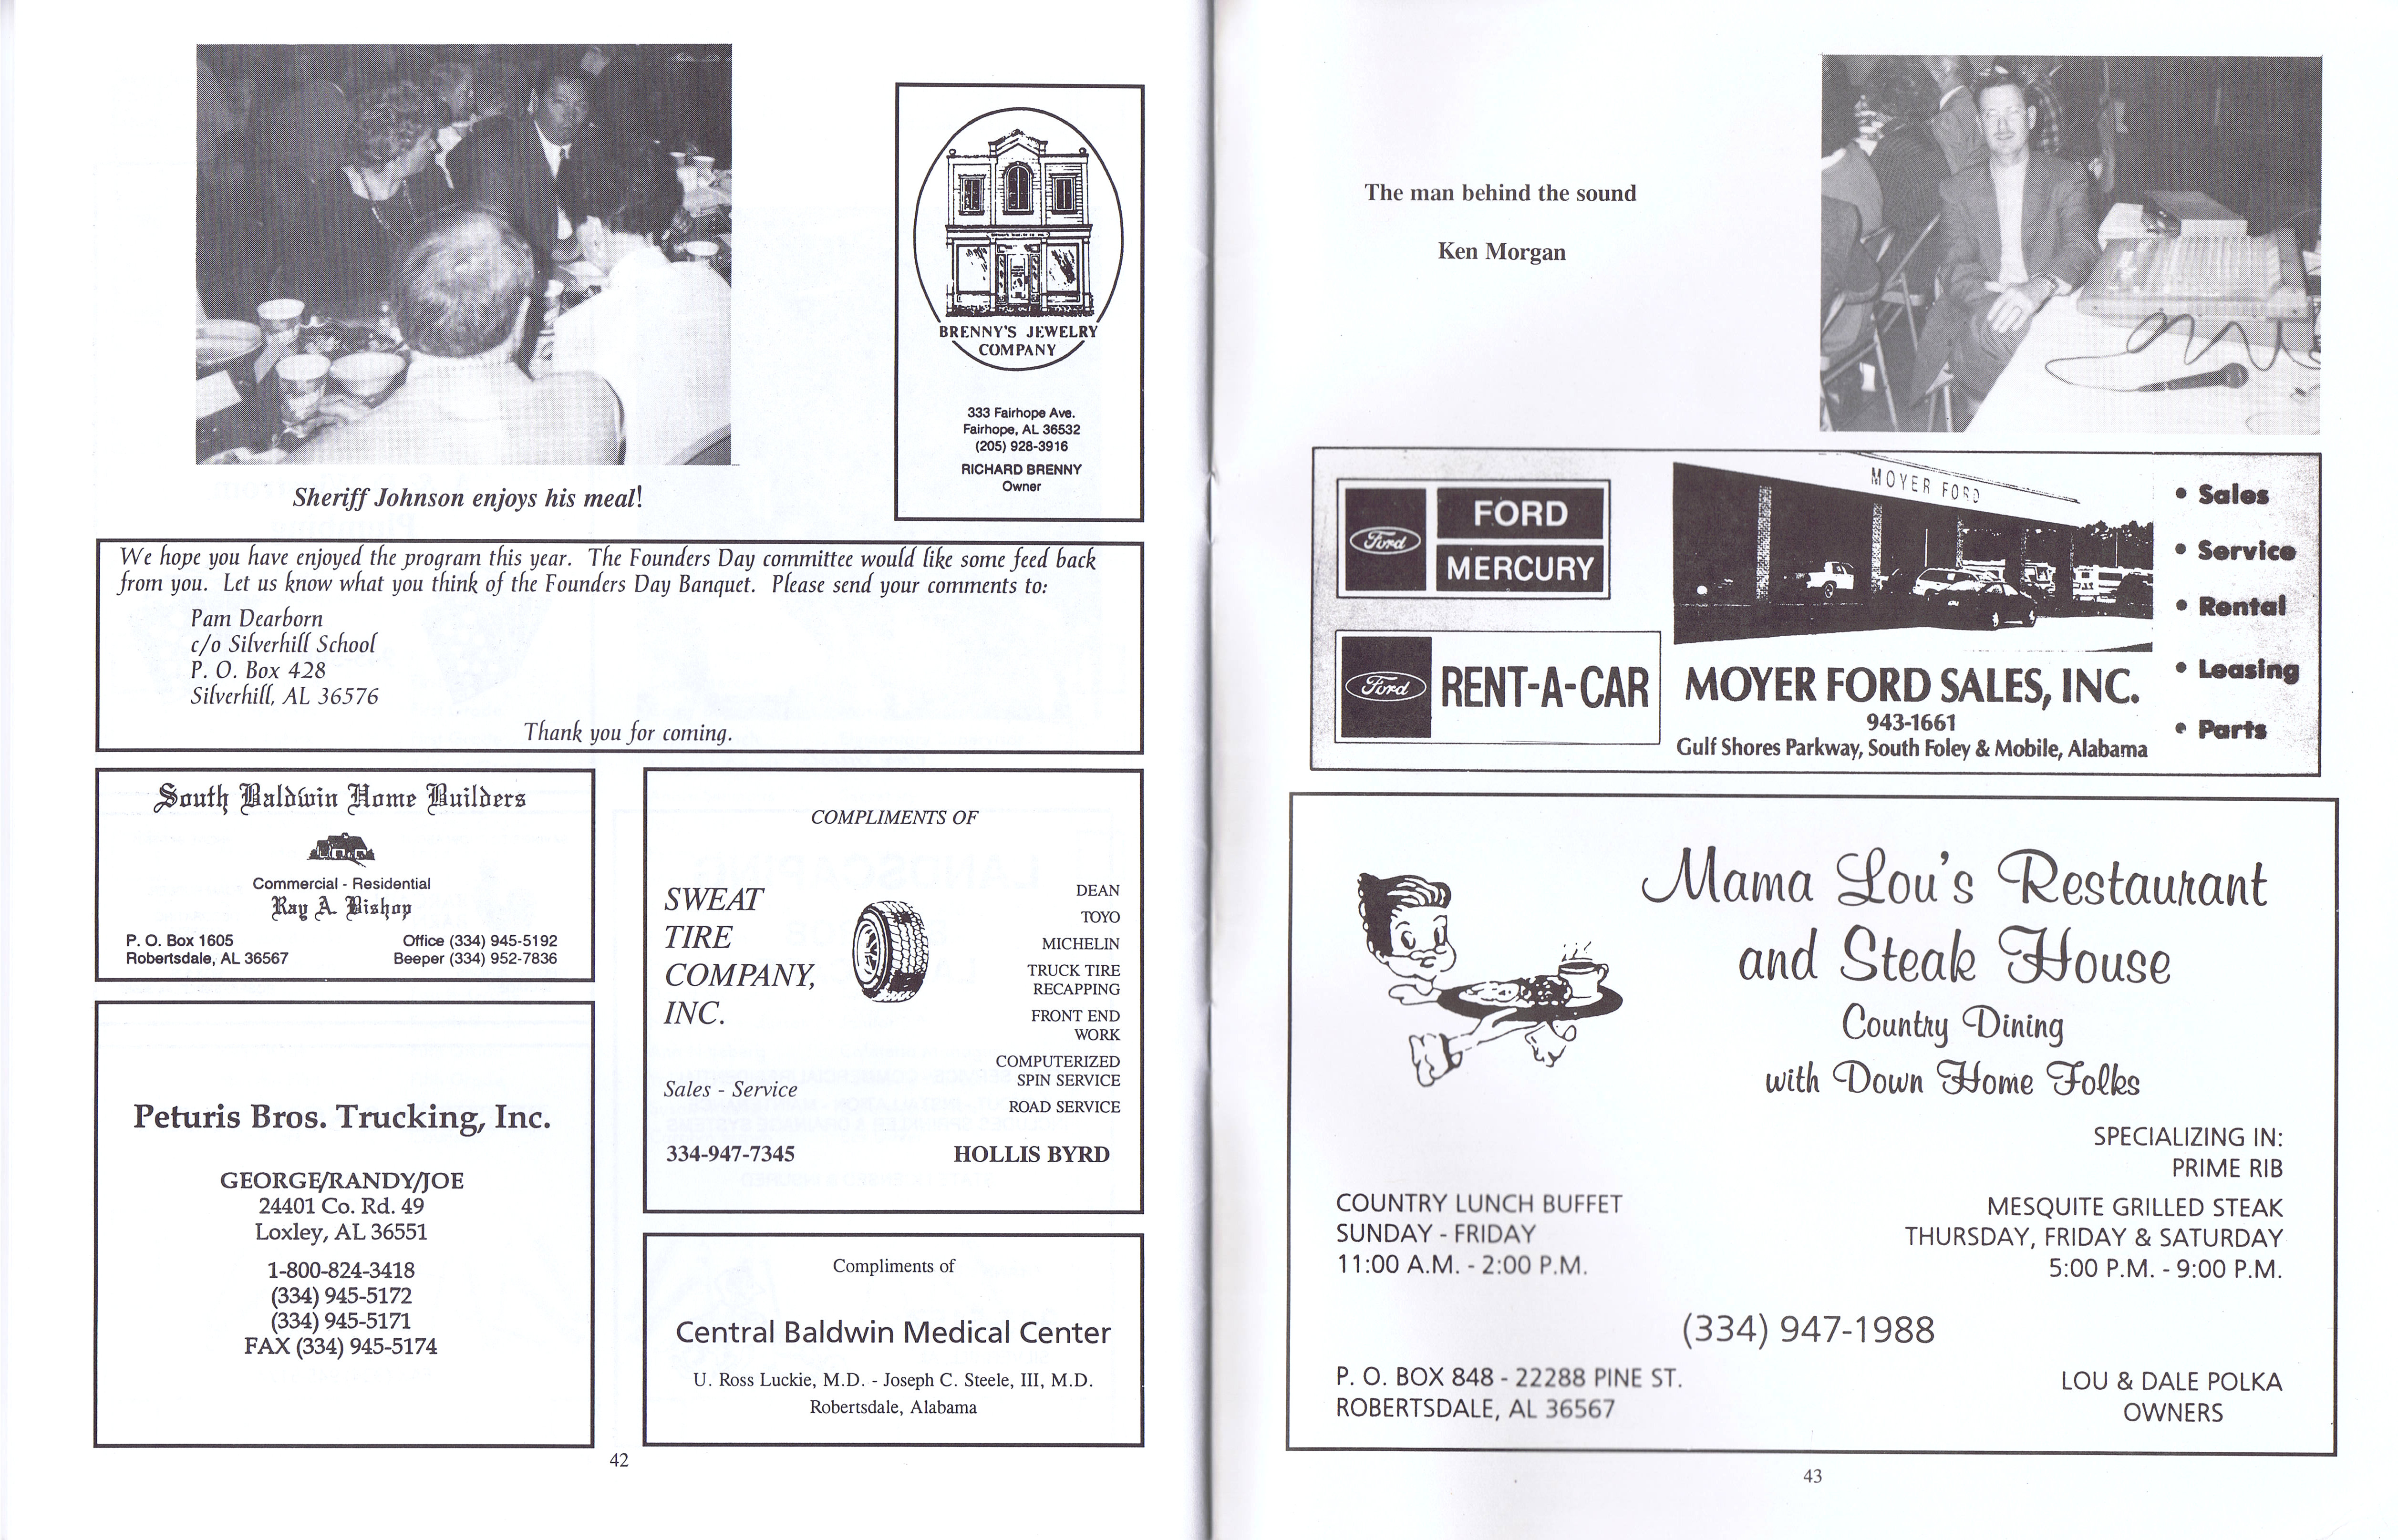 Sheriff Johnson enjoys his meal!
BRENNY'S JEWELRY
COMPANY
333 Fairhope Ave.
Fairhope, AL 36532
(205) 928-3916
RICHARD BRENNY
Owner
We hope you have enjoyed the program this year. The Founders Day committee would like some feed back
from you. Let us know what you think of the Founders Day Banquet. Please send your comments to:
Pam Dearborn
c/o Silverhill School
P. O. Box 428
Silverhill, AL 36576
Thank you for coming.
South Baldwin Home Builders
Commercial - Residential
Ray A. Bishop
P. O. Box 1605
Robertsdale, AL 36567
Office (334) 945-5192
Beeper (334) 952-7836
Peturis Bros. Trucking, Inc.
GEORGE/RANDY/JOE
24401 Co. Rd. 49
Loxley, AL 36551
1-800-824-3418
(334) 945-5172
(334) 945-5171
FAX (334) 945-5174
COMPLIMENTS OF
SWEAT
TIRE
COMPANY,
INC.
Sales - Service
334-947-7345
DEAN
TOYO
MICHELIN
TRUCK TIRE
RECAPPING
FRONT END
WORK
COMPUTERIZED
SPIN SERVICE
ROAD SERVICE
HOLLIS BYRD
Compliments of
Central Baldwin Medical Center
U. Ross Luckie, M.D. - Joseph C. Steele, III, M.D.
Robertsdale, Alabama
42
The man behind the sound
Ken Morgan
Ford
FORD
MERCURY
Ford
RENT-A-CAR
MOYER FORD
MOYER FORD SALES, INC.
943-1661
Gulf Shores Parkway, South Foley & Mobile, Alabama
• Sales
• Service
• Rental
• Leasing
• Parts
Mama Lou's Restaurant
and Steak House
Country Dining
with Down Home Folks
SPECIALIZING IN:
PRIME RIB
MESQUITE GRILLED STEAK
THURSDAY, FRIDAY & SATURDAY
5:00 P.M. - 9:00 P.M.
COUNTRY LUNCH BUFFET
SUNDAY - FRIDAY
11:00 A.M. - 2:00 P.M.
(334) 947-1988
P. O. BOX 848 - 22288 PINE ST.
ROBERTSDALE, AL 36567
LOU & DALE POLKA
OWNERS
43